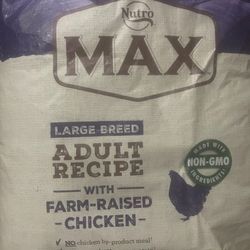 Nutro
MAX
LARGE BREED
ADULT
RECIPE
WITH
FARM-RAISED
-CHICKEN-
MADE WITH
NON-GMO
INGREDIENTS‡
✓ NO chicken by-product meal¹